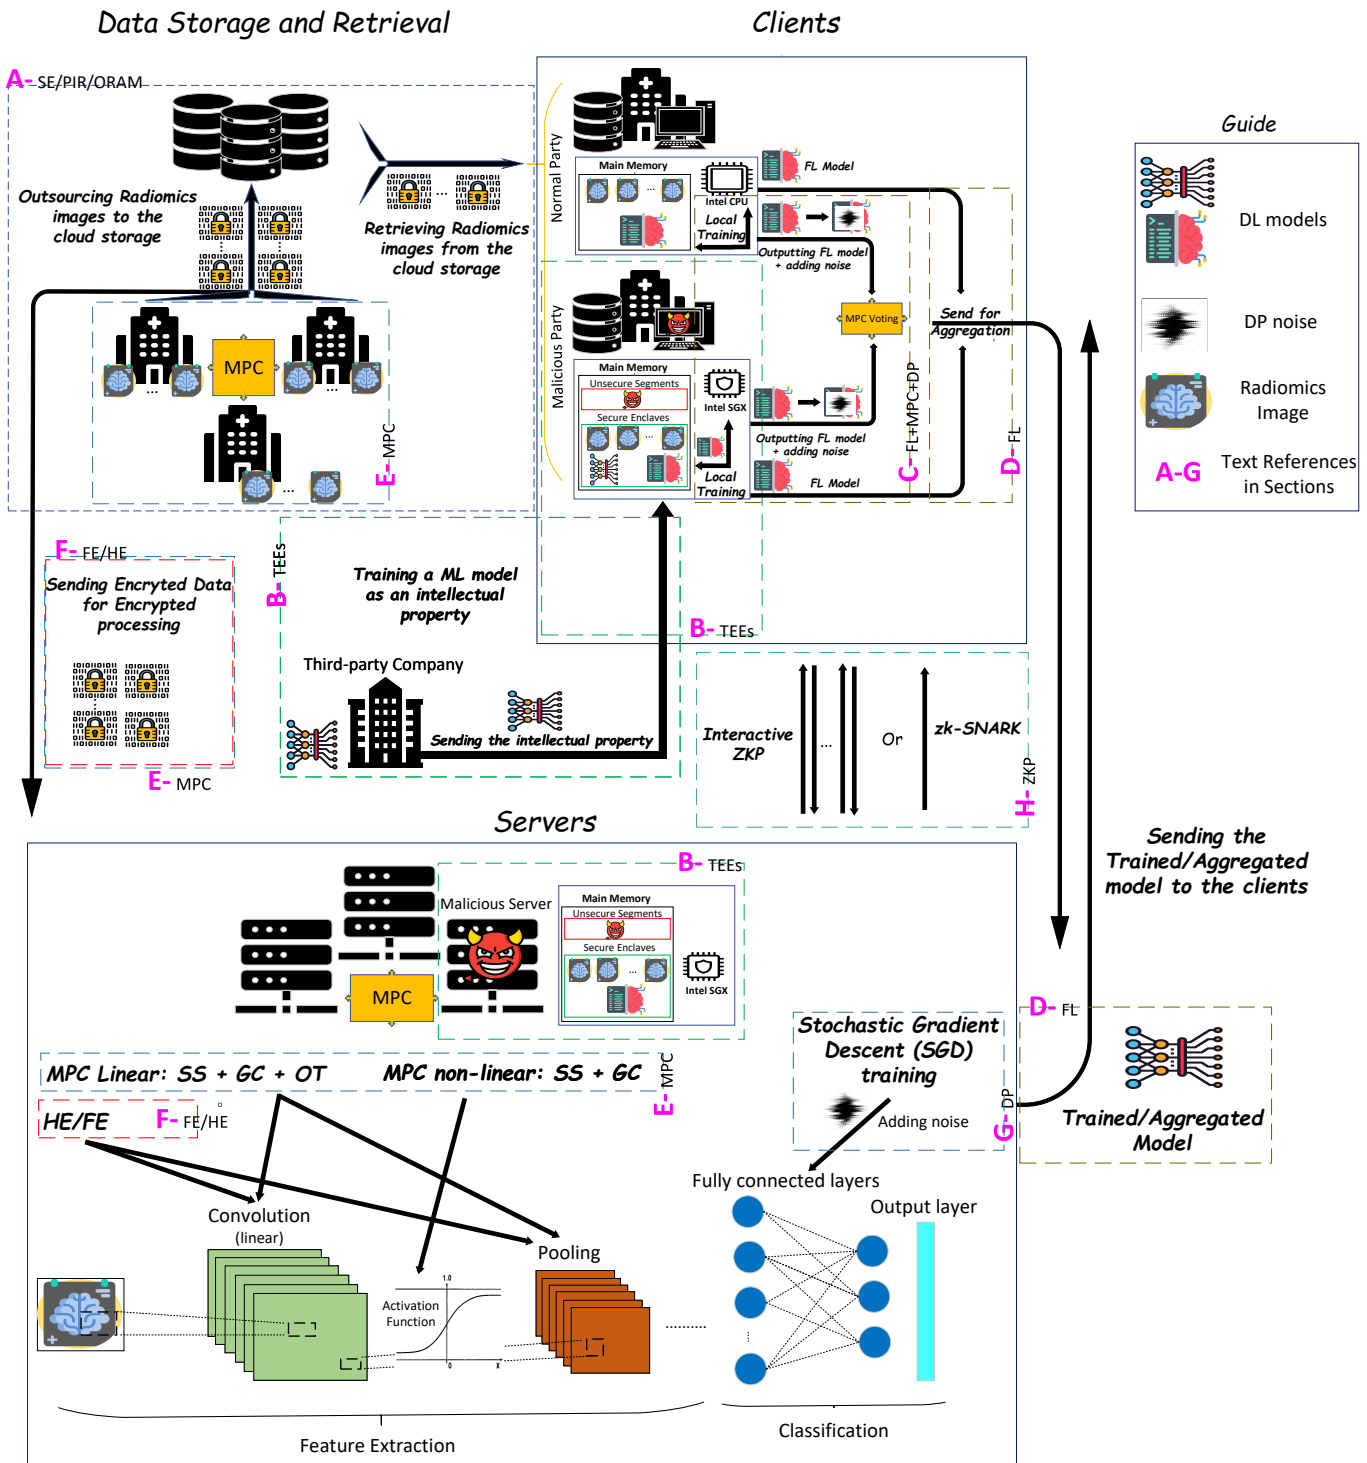 Data Storage and Retrieval
Clients
A- SE/PIR/ORAM
Outsourcing Radiomics
images to the
cloud storage
...
Retrieving Radiomics
images from the
cloud storage
MPC
...
...
...
E- MPC
Normal Party
Main Memory
...
Intel CPU
Local
Training
FL Model
Outputting FL model
+ adding noise
MPC Voting
Send for
Aggregation
Malicious Party
Main Memory
Unsecure Segments
Secure Enclaves
...
Intel SGX
Local
Training
Outputting FL model
+ adding noise
FL Model
C- FL+MPC+DP
D- FL
Guide
DL models
DP noise
Radiomics
Image
A-G
Text References
in Sections
F- FE/HE
Sending Encryted Data
for Encrypted
processing
E- MPC
B- TEEs
Training a ML model
as an intellectual
property
Third-party Company
Sending the intellectual property
B- TEEs
Interactive
ZKP
...
Or
zk-SNARK
H- ZKP
Sending the
Trained/Aggregated
model to the clients
Servers
B- TEEs
Malicious Server
MPC
Main Memory
Unsecure Segments
Secure Enclaves
...
Intel SGX
D- FL
Trained/Aggregated
Model
MPC Linear: SS + GC + OT
MPC non-linear: SS + GC
E- MPC
HE/FE
F- FE/HE
Stochastic Gradient
Descent (SGD)
training
Adding noise
G- DP
Convolution
(linear)
Activation
Function
1.0
0
X
Pooling
Fully connected layers
Output layer
Feature Extraction
Classification